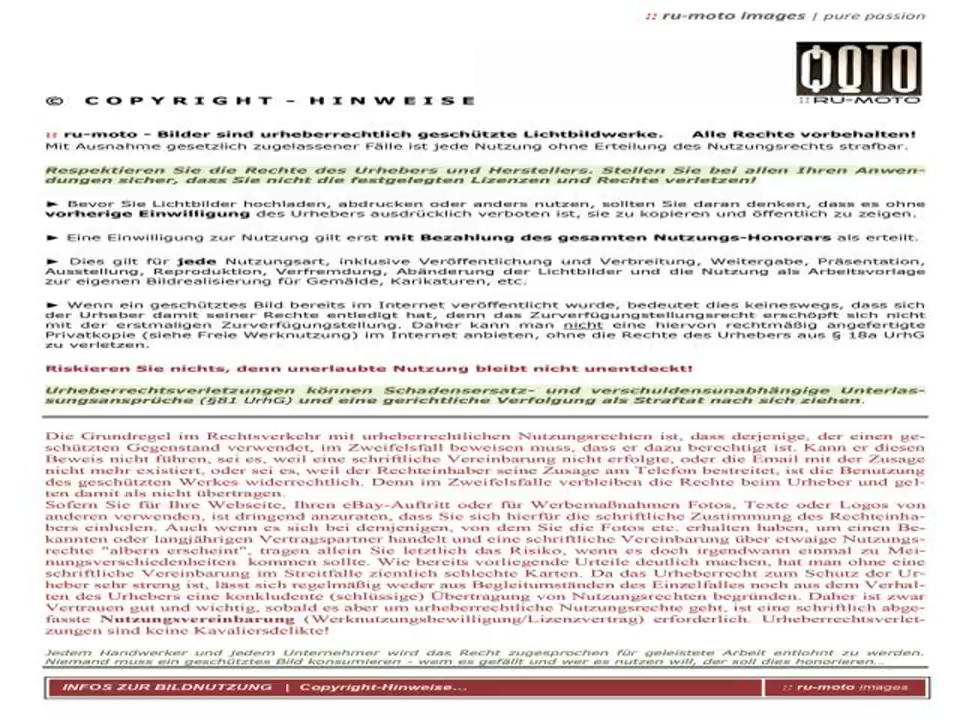 :: ru-moto images | pure passion
QOTO
:: RU-MOTO
© COPYRIGHT - HINWEISE
:: ru-moto - Bilder sind urheberrechtlich geschützte Lichtbildwerke. Alle Rechte vorbehalten!
Mit Ausnahme gesetzlich zugelassener Fälle ist jede Nutzung ohne Erteilung des Nutzungsrechts strafbar.
Respektieren Sie die Rechte des Urhebers und Herstellers. Stellen Sie bei allen Ihren Anwen-
dungen sicher, dass Sie nicht die festgelegten Lizenzen und Rechte verletzen!
► Bevor Sie Lichtbilder hochladen, abdrucken oder anders nutzen, sollten Sie daran denken, dass es ohne
vorherige Einwilligung des Urhebers ausdrücklich verboten ist, sie zu kopieren und öffentlich zu zeigen.
► Eine Einwilligung zur Nutzung gilt erst mit Bezahlung des gesamten Nutzungs-Honorars als erteilt.
► Dies gilt für jede Nutzungsart, inklusive Veröffentlichung und Verbreitung, Weitergabe, Präsentation,
Ausstellung, Reproduktion, Verfremdung, Abänderung der Lichtbilder und die Nutzung als Arbeitsvorlage
zur eigenen Bildrealisierung für Gemälde, Karikaturen, etc.
► Wenn ein geschütztes Bild bereits im Internet veröffentlicht wurde, bedeutet dies keineswegs, dass sich
der Urheber damit seiner Rechte entledigt hat, denn das Zurverfügungstellungsrecht erschöpft sich nicht
mit der erstmaligen Zurverfügungstellung. Daher kann man nicht eine hiervon rechtmäßig angefertigte
Privatkopie (siehe Freie Werknutzung) im Internet anbieten, ohne die Rechte des Urhebers aus § 18a UrhG
zu verletzen.
Riskieren Sie nichts, denn unerlaubte Nutzung bleibt nicht unentdeckt!
Urheberrechtsverletzungen können Schadensersatz- und verschuldensunabhängige Unterlas-
sungsansprüche (§81 UrhG) und eine gerichtliche Verfolgung als Straftat nach sich ziehen.
Die Grundregel im Rechtsverkehr mit urheberrechtlichen Nutzungsrechten ist, dass derjenige, der einen ge-
schützten Gegenstand verwendet, im Zweifelsfall beweisen muss, dass er dazu berechtigt ist. Kann er diesen
Beweis nicht führen, sei es, weil eine schriftliche Vereinbarung nicht erfolgte, oder die Email mit der Zusage
nicht mehr existiert, oder sei es, weil der Rechteinhaber seine Zusage am Telefon bestreitet, ist die Benutzung
des geschützten Werkes widerrechtlich. Denn im Zweifelsfalle verbleiben die Rechte beim Urheber und gel-
ten damit als nicht übertragen.
Sofern Sie für Ihre Webseite, Ihren eBay-Auftritt oder für Werbemaßnahmen Fotos, Texte oder Logos von
anderen verwenden, ist dringend anzuraten, dass Sie sich hierfür die schriftliche Zustimmung des Rechteinha-
bers einholen. Auch wenn es sich bei demjenigen, von dem Sie die Fotos etc. erhalten haben, um einen Be-
kannten oder langjährigen Vertragspartner handelt und eine schriftliche Vereinbarung über etwaige Nutzungs-
rechte "albern erscheint", tragen allein Sie letztlich das Risiko, wenn es doch irgendwann einmal zu Mei-
nungsverschiedenheiten kommen sollte. Wie bereits vorliegende Urteile deutlich machen, hat man ohne eine
schriftliche Vereinbarung im Streitfalle ziemlich schlechte Karten. Da das Urheberrecht zum Schutz der Ur-
heber sehr streng ist, lässt sich regelmäßig weder aus Begleitumständen des Einzelfalles noch aus dem Verhal-
ten des Urhebers eine konkludente (schlüssige) Übertragung von Nutzungsrechten begründen. Daher ist zwar
Vertrauen gut und wichtig, sobald es aber um urheberrechtliche Nutzungsrechte geht, ist eine schriftlich abge-
fasste Nutzungsvereinbarung (Werknutzungsbewilligung/Lizenzvertrag) erforderlich. Urheberrechtsverlet-
zungen sind keine Kavaliersdelikte!
Jedem Handwerker und jedem Unternehmer wird das Recht zugesprochen für geleistete Arbeit entlohnt zu werden.
Niemand muss ein geschütztes Bild konsumieren - wem es gefällt und wer es nutzen will, der soll dies honorieren...
INFOS ZUR BILDNUTZUNG | Copyright-Hinweise... :: ru-moto images